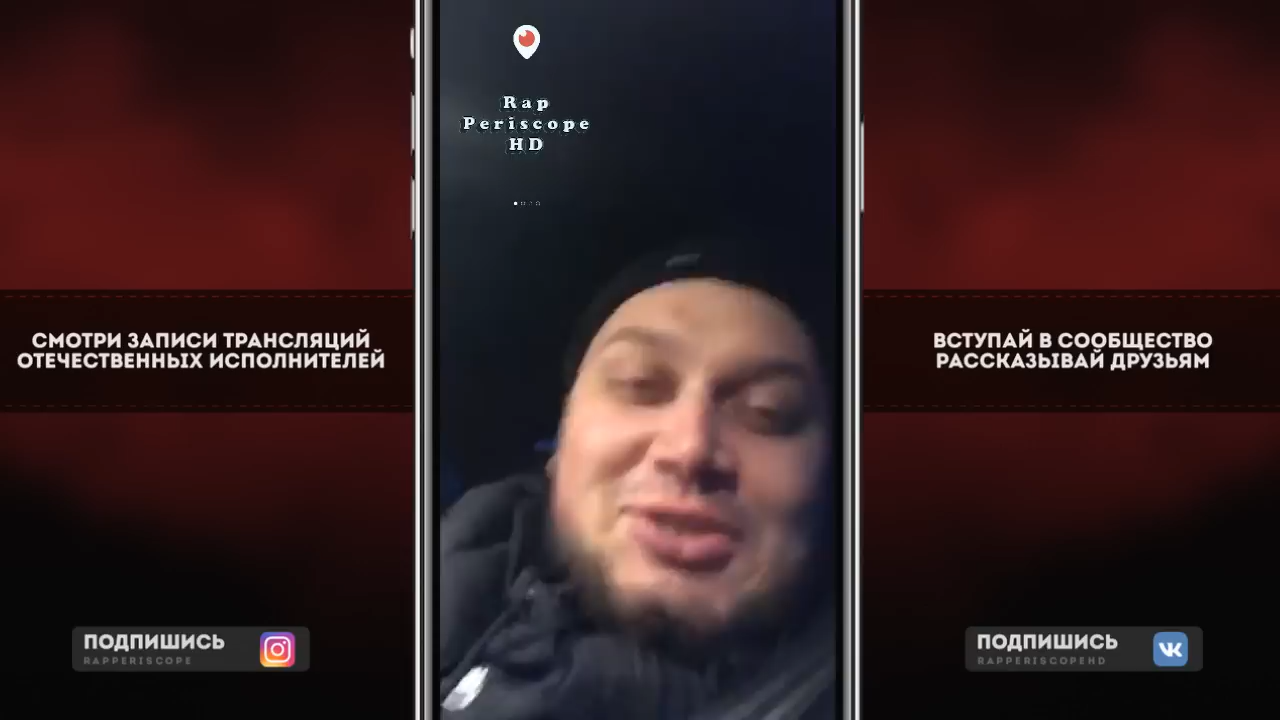 Rap
Periscope
HD
СМОТРИ ЗАПИСИ ТРАНСЛЯЦИЙ
ОТЕЧЕСТВЕННЫХ ИСПОЛНИТЕЛЕЙ
ВСТУПАЙ В СООБЩЕСТВО
РАССКАЗЫВАЙ ДРУЗЬЯМ
ПОДПИШИСЬ
RAPPERISCOPE
ПОДПИШИСЬ
RAPPERISCOPEHD